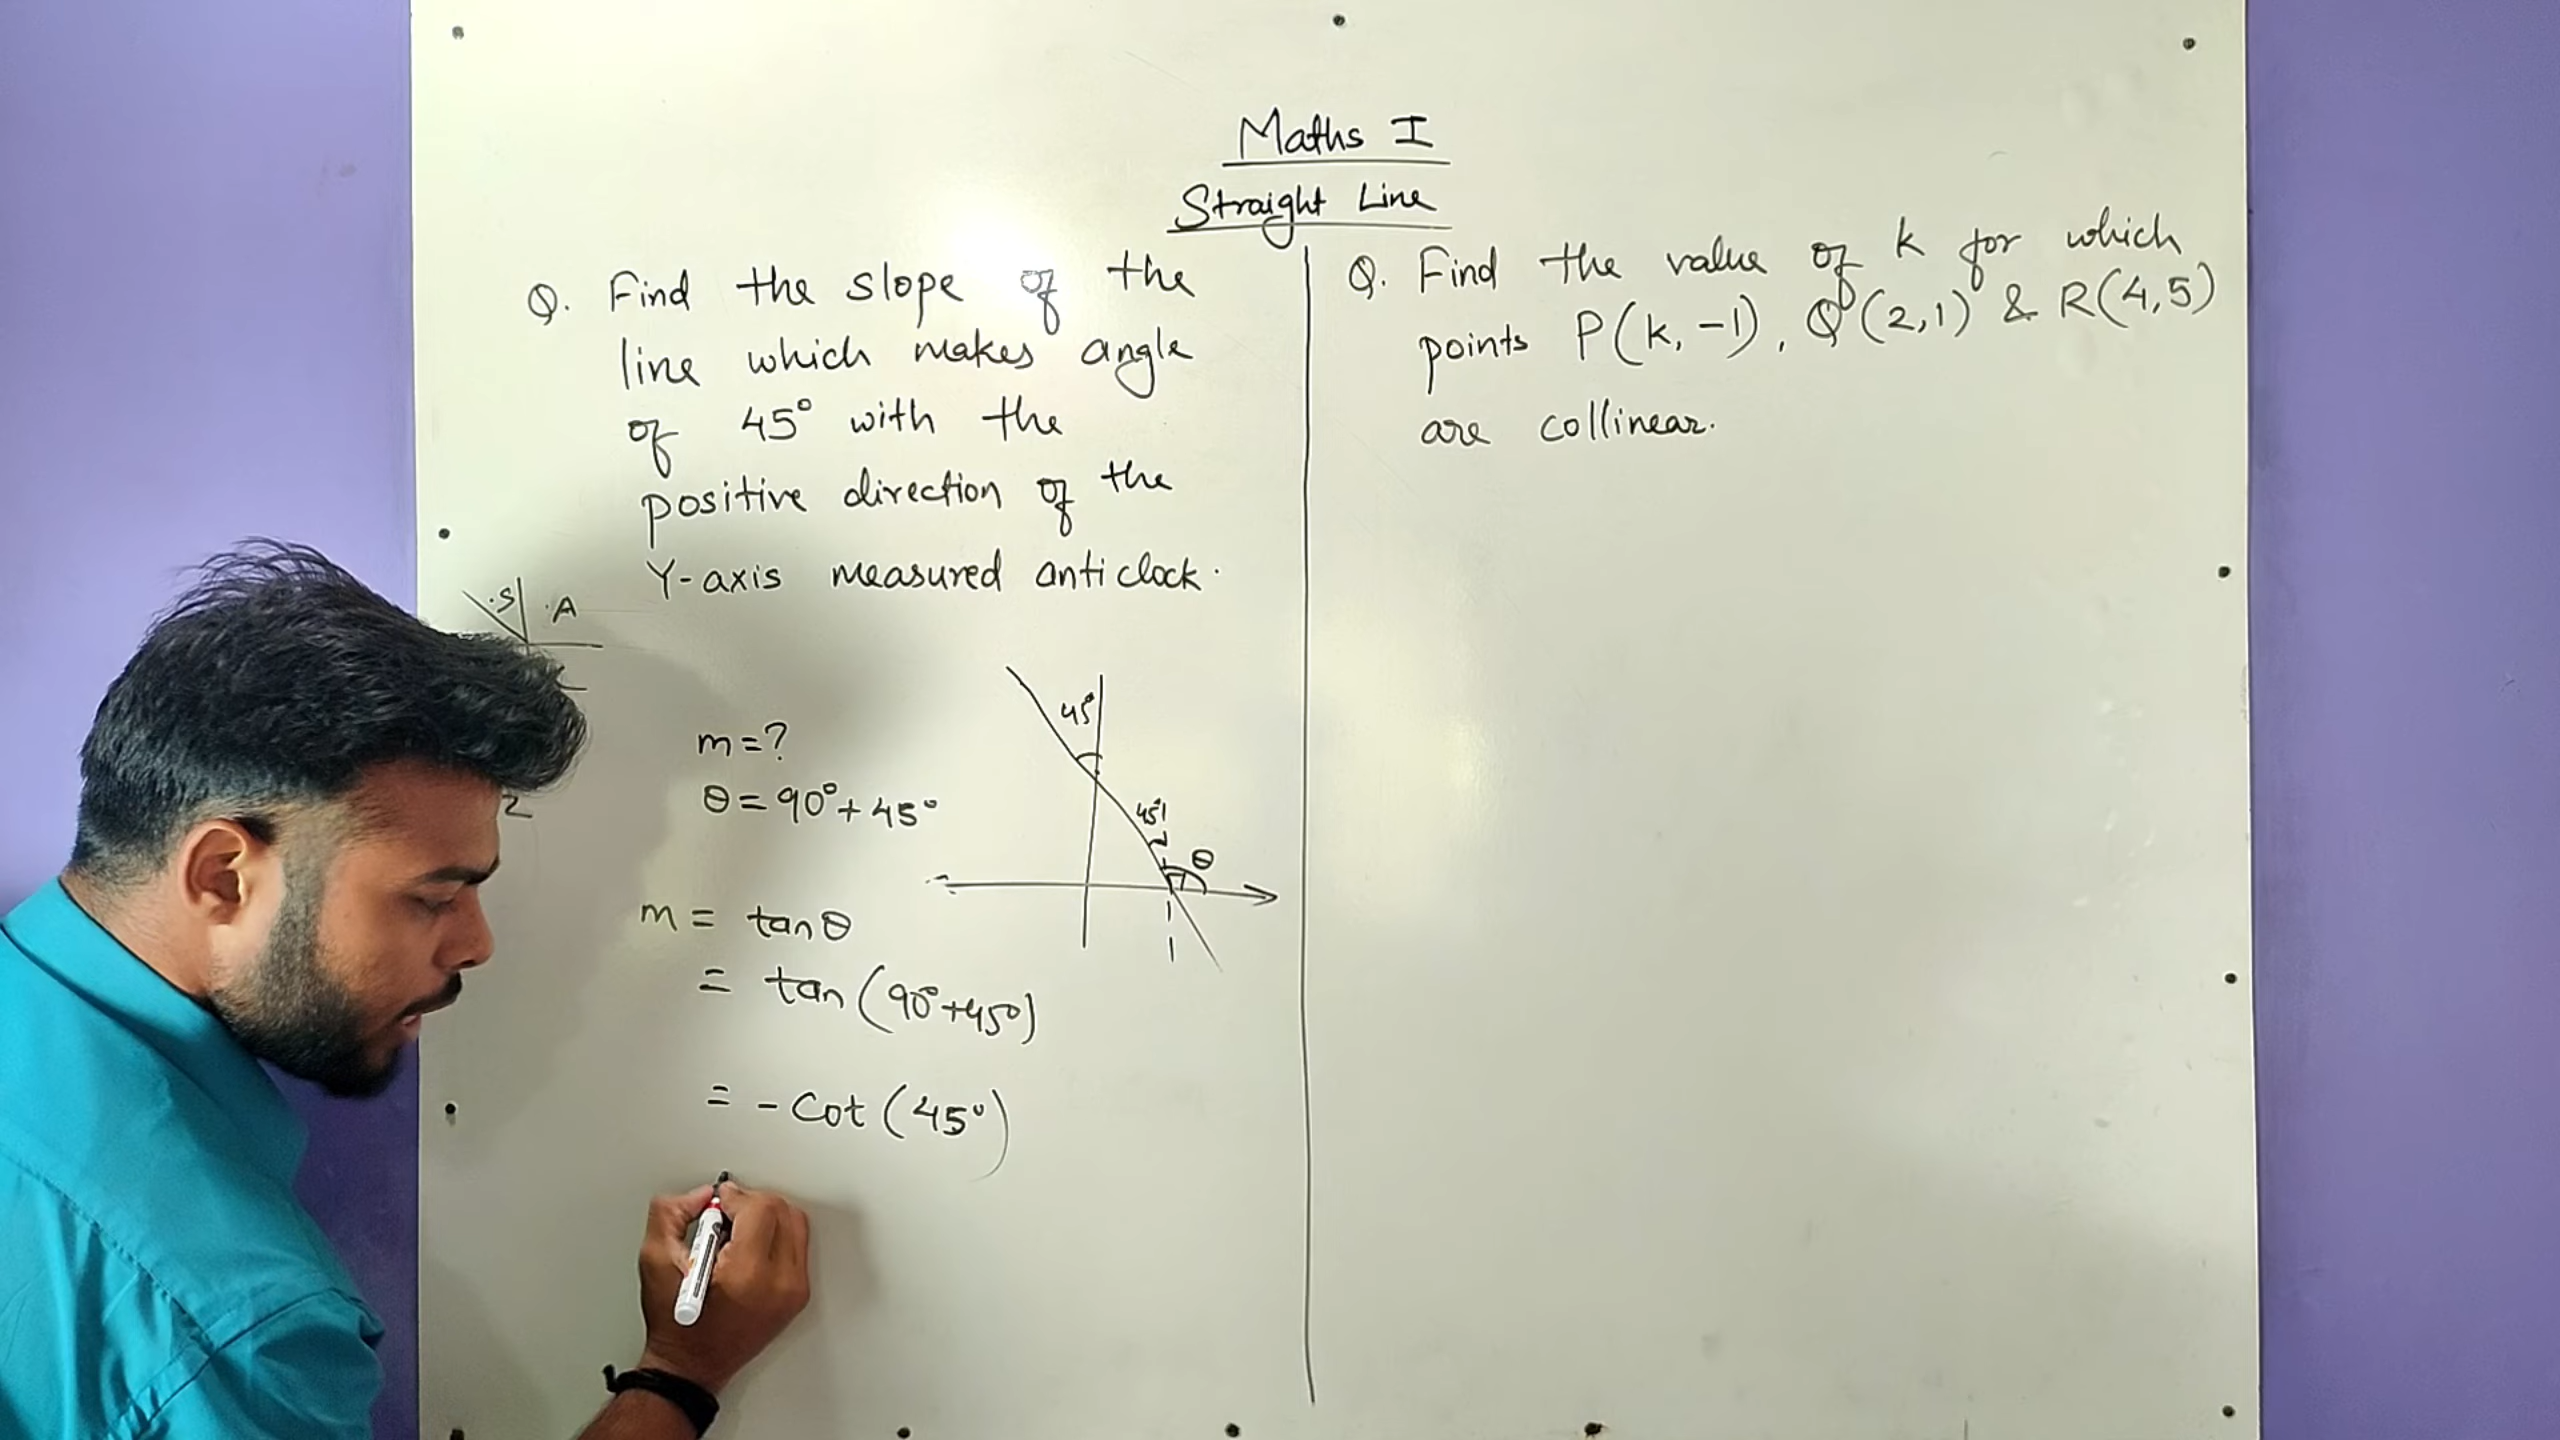 Maths I
Straight Line
Q. Find the slope of the
line which makes angle
of 45° with the
positive direction of the
Y-axis measured anticlock.
S A
2
m=?
θ=90°+45°
m = tanθ
= tan(90°+45°)
= -Cot(45°)
45°
45°
θ
Q. Find the value of k for which
points P(k,-1), Q(2,1) & R(4,5)
are collinear.